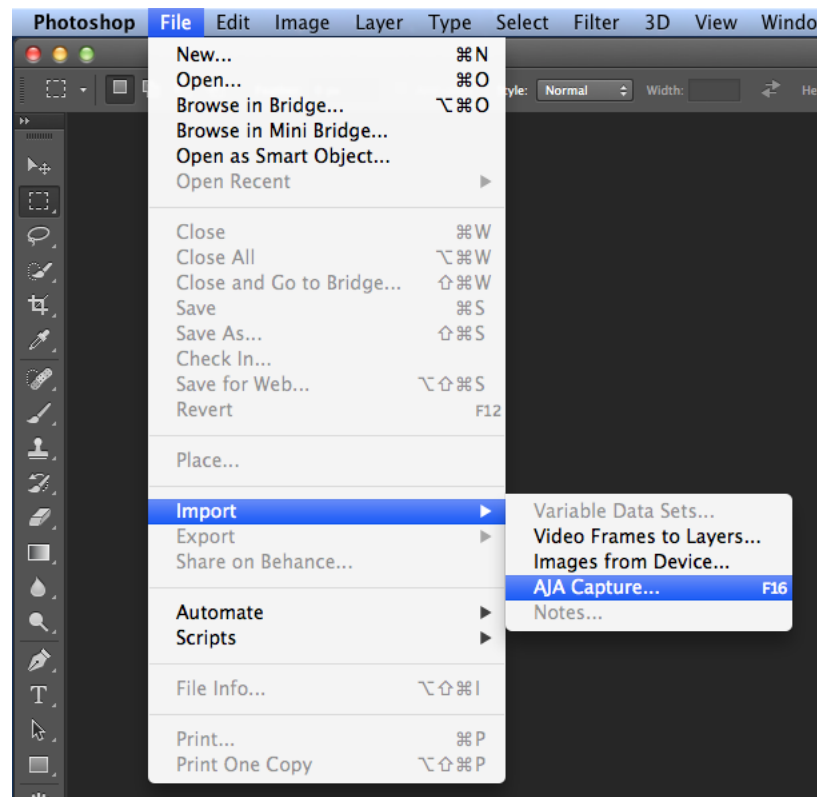 Photoshop File Edit Image Layer Type Select Filter 3D View Windo
New... ⌘N
Open... ⌘O
Browse in Bridge... ⌥⌘O
Browse in Mini Bridge...
Open as Smart Object...
Open Recent ▶
Close ⌘W
Close All ⌥⌘W
Close and Go to Bridge... ⇧⌘W
Save ⌘S
Save As... ⇧⌘S
Check In...
Save for Web... ⌥⇧⌘S
Revert F12
Place...
Import ▶
Export ▶
Share on Behance...
Automate ▶
Scripts ▶
File Info... ⌥⇧⌘I
Print... ⌘P
Print One Copy ⌥⇧⌘P
tyle: Normal Width: He
Variable Data Sets...
Video Frames to Layers...
Images from Device...
AJA Capture... F16
Notes...
T